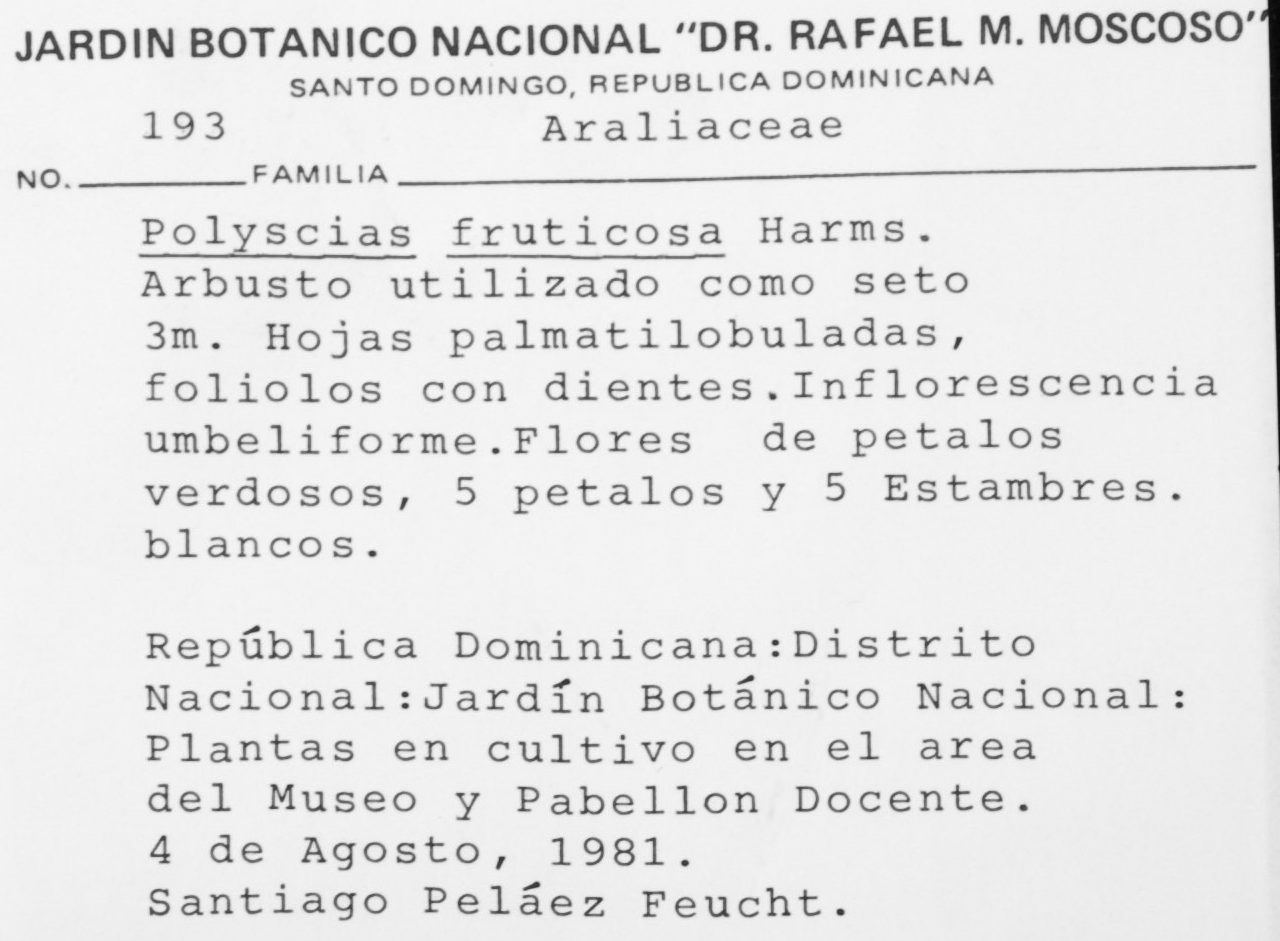 JARDIN BOTANICO NACIONAL "DR. RAFAEL M. MOSCOSO"
SANTO DOMINGO, REPUBLICA DOMINICANA
193 Araliaceae
NO. FAMILIA
Polyscias fruticosa Harms.
Arbusto utilizado como seto
3m. Hojas palmatilobuladas,
foliolos con dientes.Inflorescencia
umbeliforme.Flores de petalos
verdosos, 5 petalos y 5 Estambres.
blancos.
República Dominicana:Distrito
Nacional:Jardín Botánico Nacional:
Plantas en cultivo en el area
del Museo y Pabellon Docente.
4 de Agosto, 1981.
Santiago Peláez Feucht.